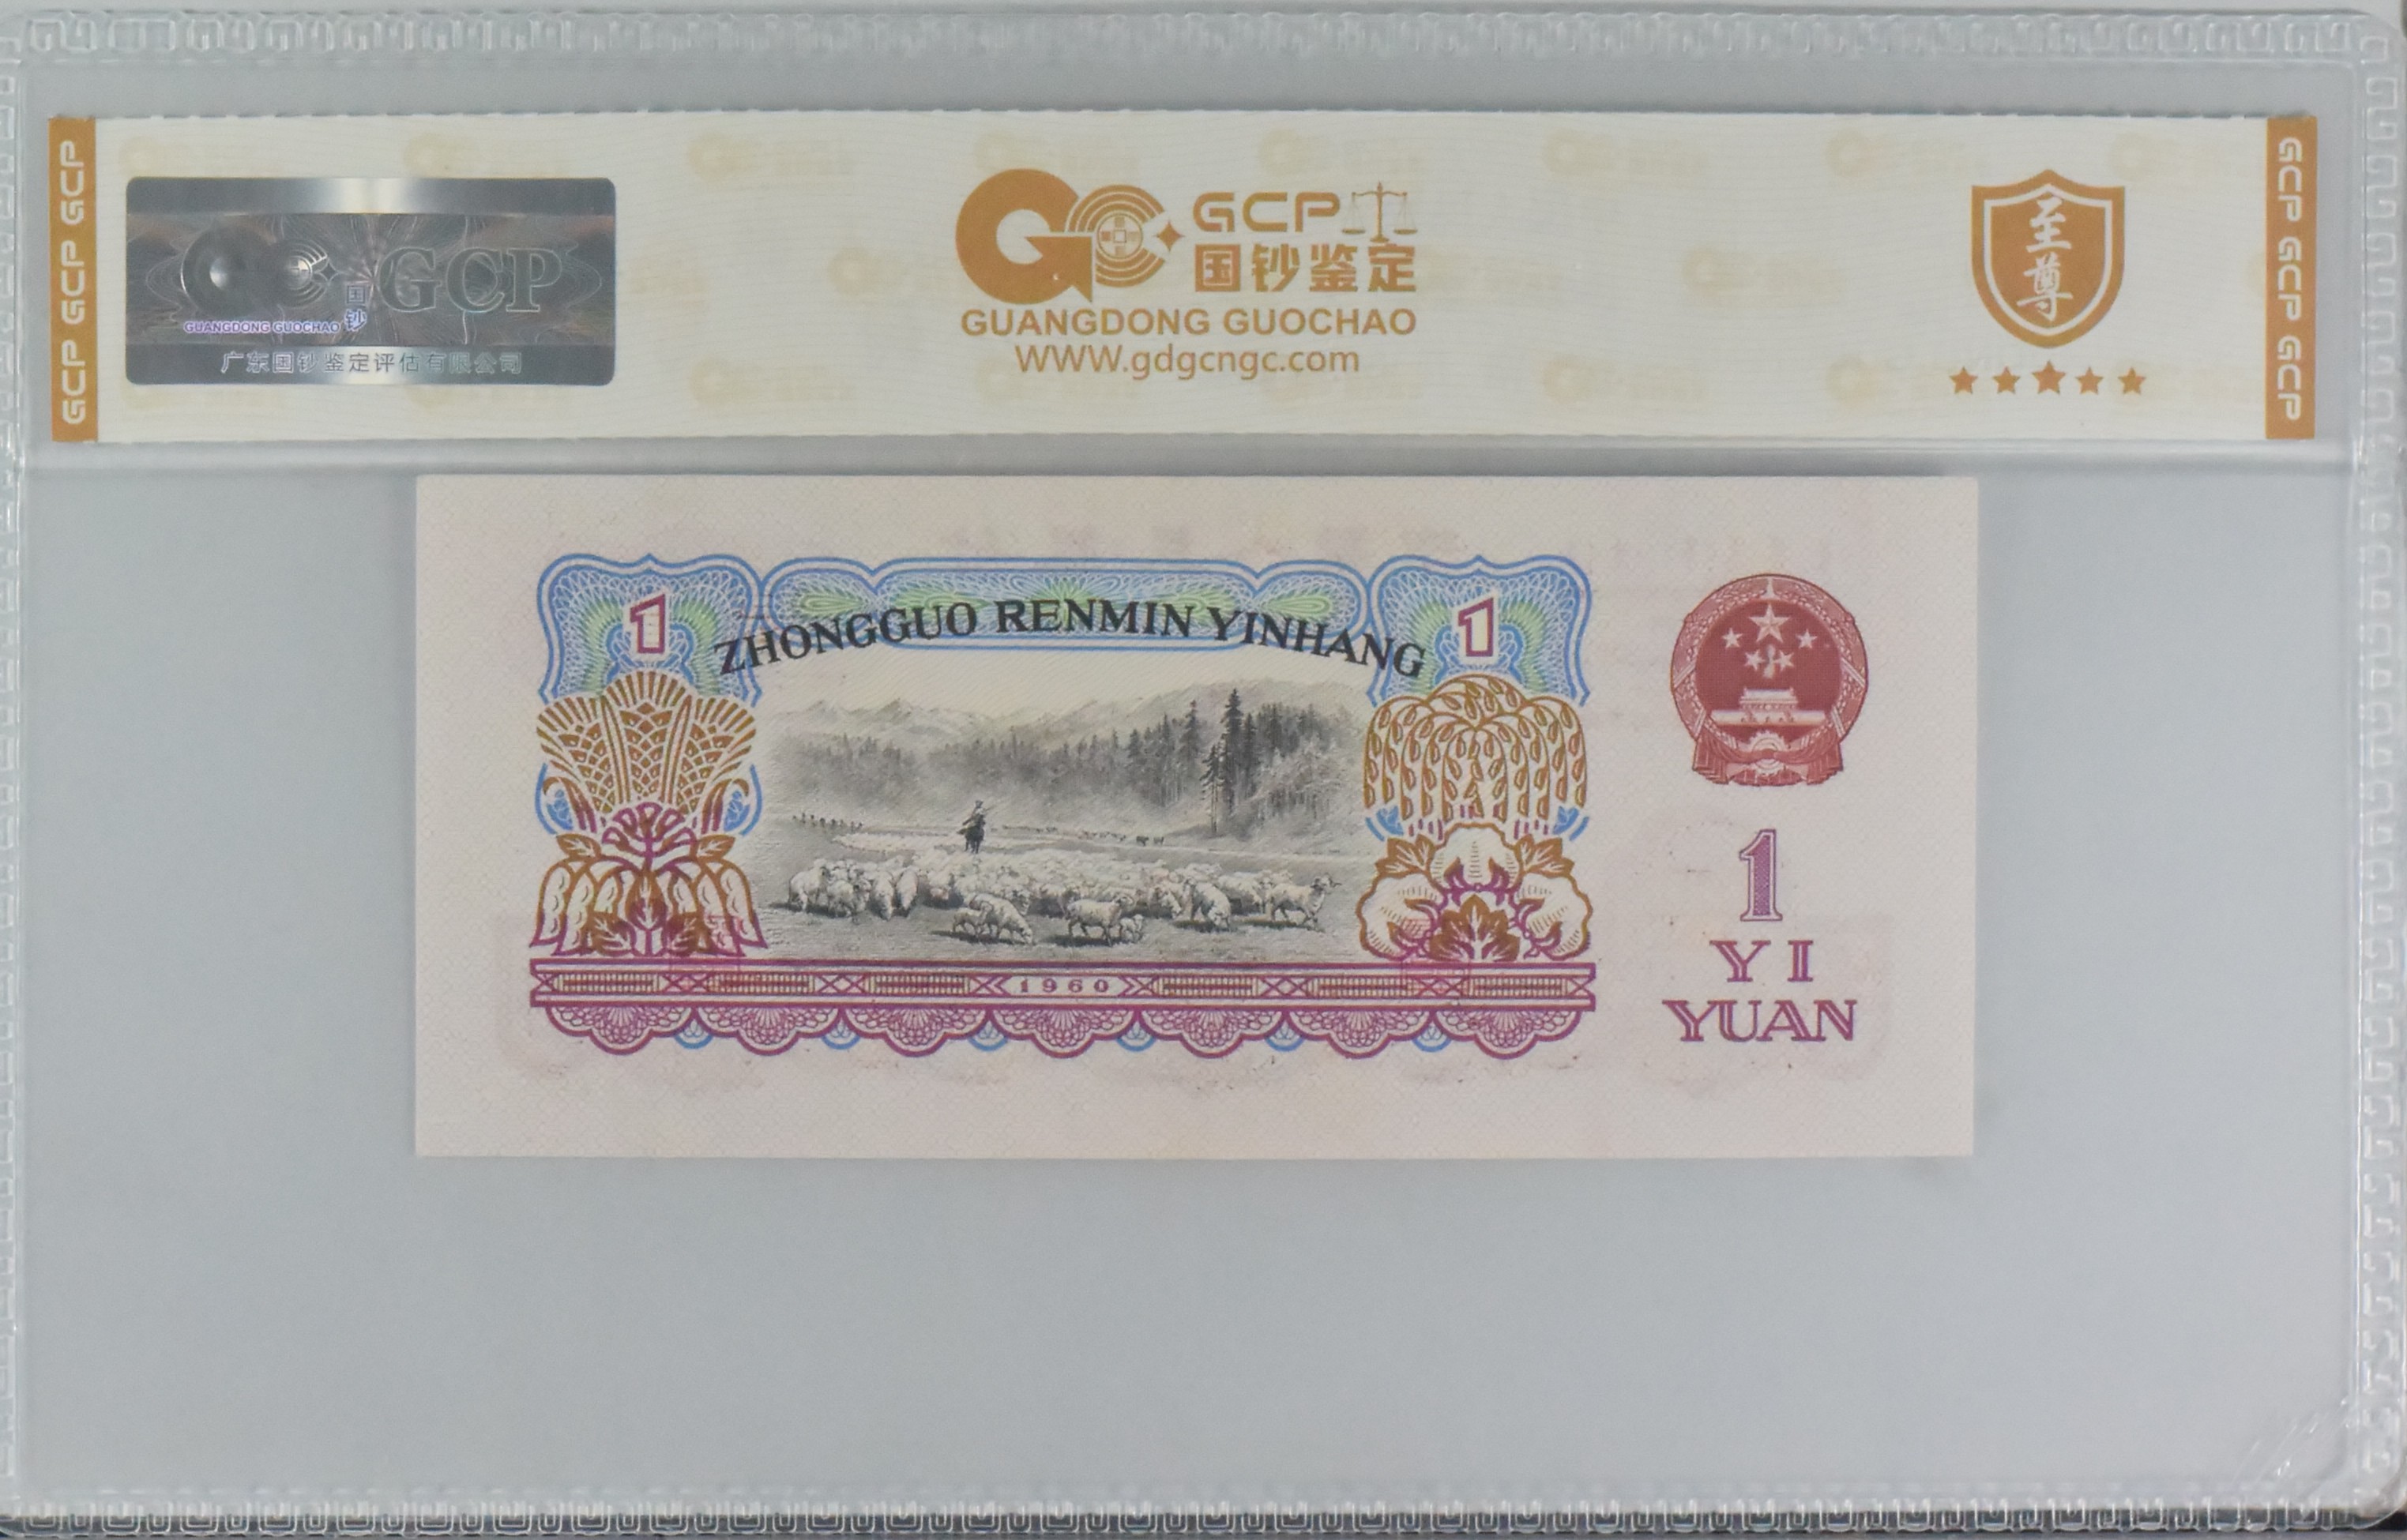 GCP GCP GCP
GCP
国
钞
GUANGDONG GUOCHAO
广东国钞鉴定评估有限公司
GCP
国钞鉴定
GUANGDONG GUOCHAO
WWW.gdgcngc.com
至
尊
GCP GCP GCP
1
ZHONGGUO RENMIN YINHANG
1
1
YI
YUAN
1960